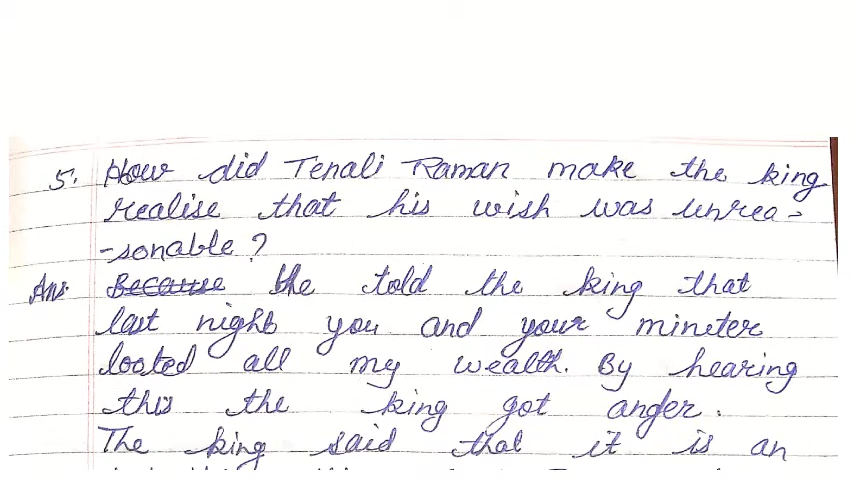 5. How did Tenali Raman make the king
realise that his wish was unrea -
- sonable ?
Ans. Because the told the king that
last night you and your mineter
looted all my wealth. By hearing
this the king got anger.
The king said that it is an